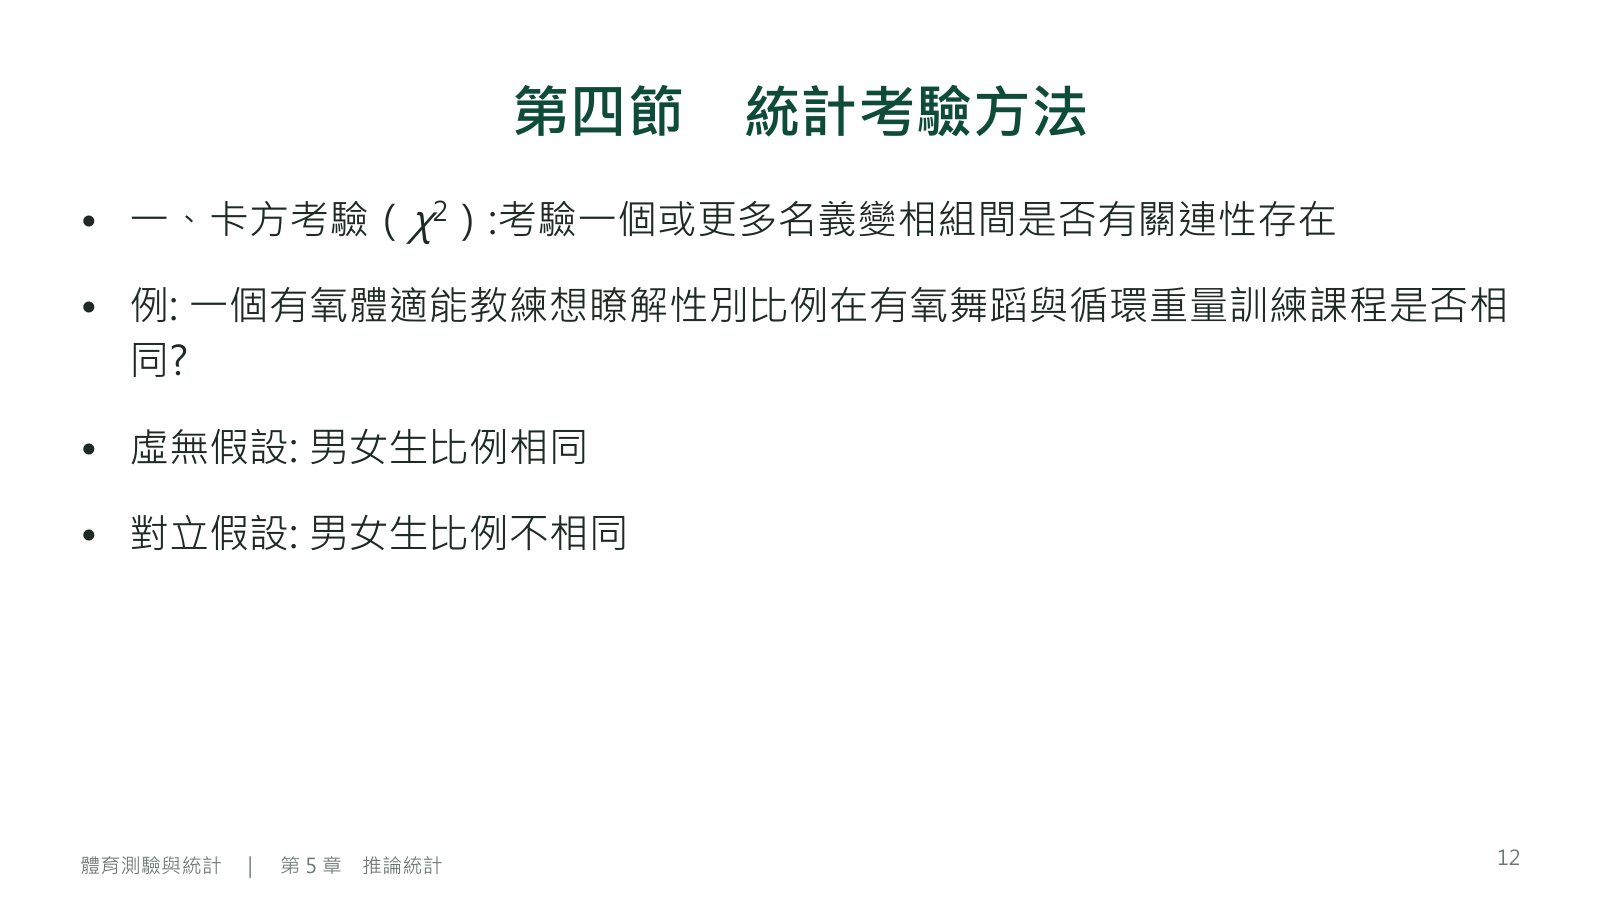 第四節　統計考驗方法
• 一、卡方考驗 ( χ² ) :考驗一個或更多名義變相組間是否有關連性存在
• 例: 一個有氧體適能教練想瞭解性別比例在有氧舞蹈與循環重量訓練課程是否相
同?
• 虛無假設: 男女生比例相同
• 對立假設: 男女生比例不相同
體育測驗與統計　|　第 5 章　推論統計
12